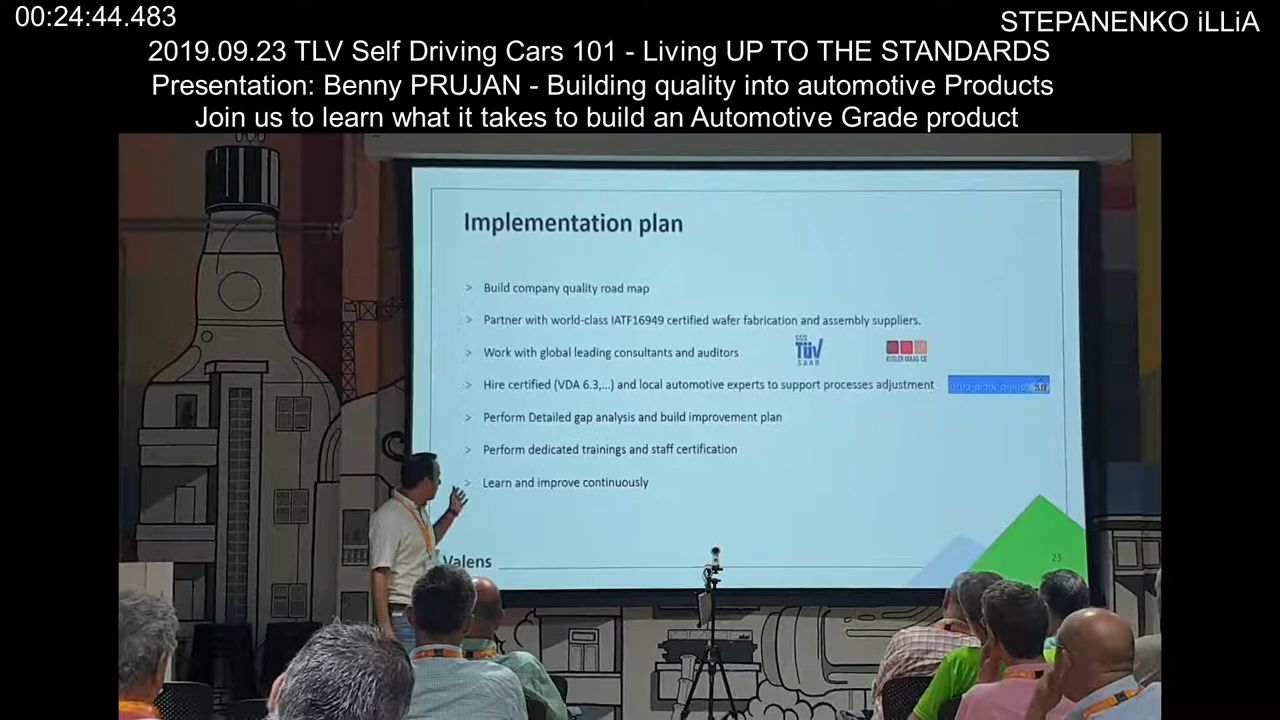 00:24:44.483
STEPANENKO iLLiA
2019.09.23 TLV Self Driving Cars 101 - Living UP TO THE STANDARDS
Presentation: Benny PRUJAN - Building quality into automotive Products
Join us to learn what it takes to build an Automotive Grade product
Implementation plan
> Build company quality road map
> Partner with world-class IATF16949 certified wafer fabrication and assembly suppliers.
> Work with global leading consultants and auditors
SGS
TÜV
SAAR
KUGLER MAAG CIE
> Hire certified (VDA 6.3,...) and local automotive experts to support processes adjustment
> Perform Detailed gap analysis and build improvement plan
> Perform dedicated trainings and staff certification
> Learn and improve continuously
Valens
23